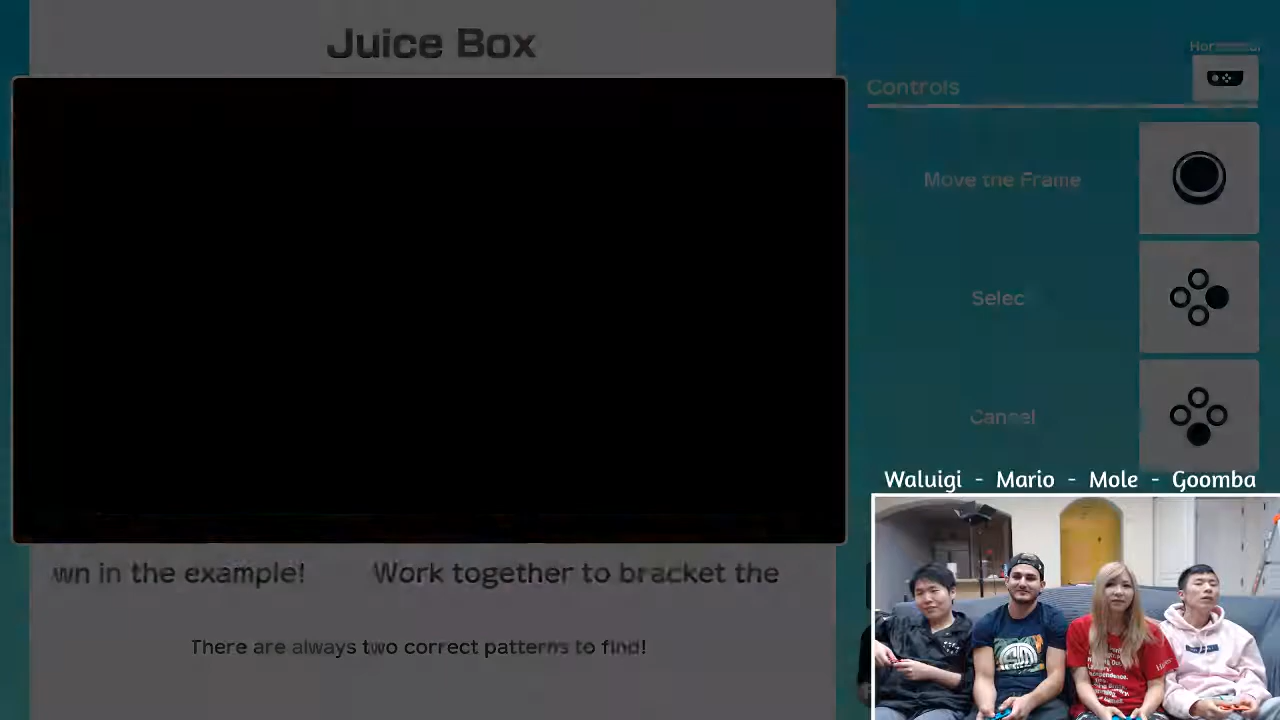 Juice Box
Controls
Move the Frame
Selec
Cancel
wn in the example! Work together to bracket the
There are always two correct patterns to find!
Waluigi - Mario - Mole - Goomba